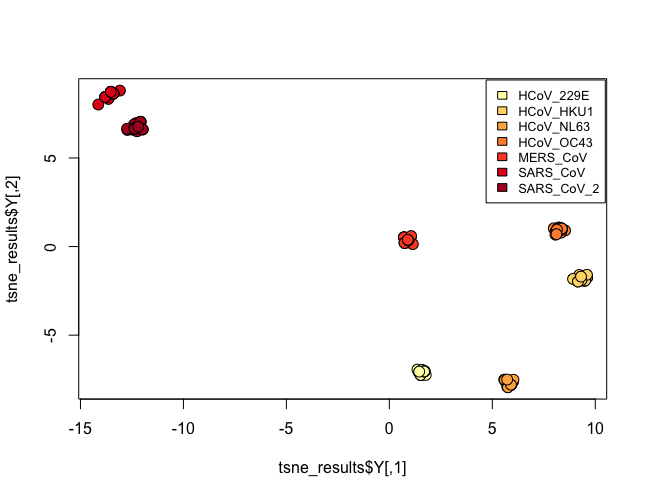 HCoV_229E
HCoV_HKU1
HCoV_NL63
HCoV_OC43
MERS_CoV
SARS_CoV
SARS_CoV_2
tsne_results$Y[,2]
5
0
-5
-15
-10
-5
0
5
10
tsne_results$Y[,1]